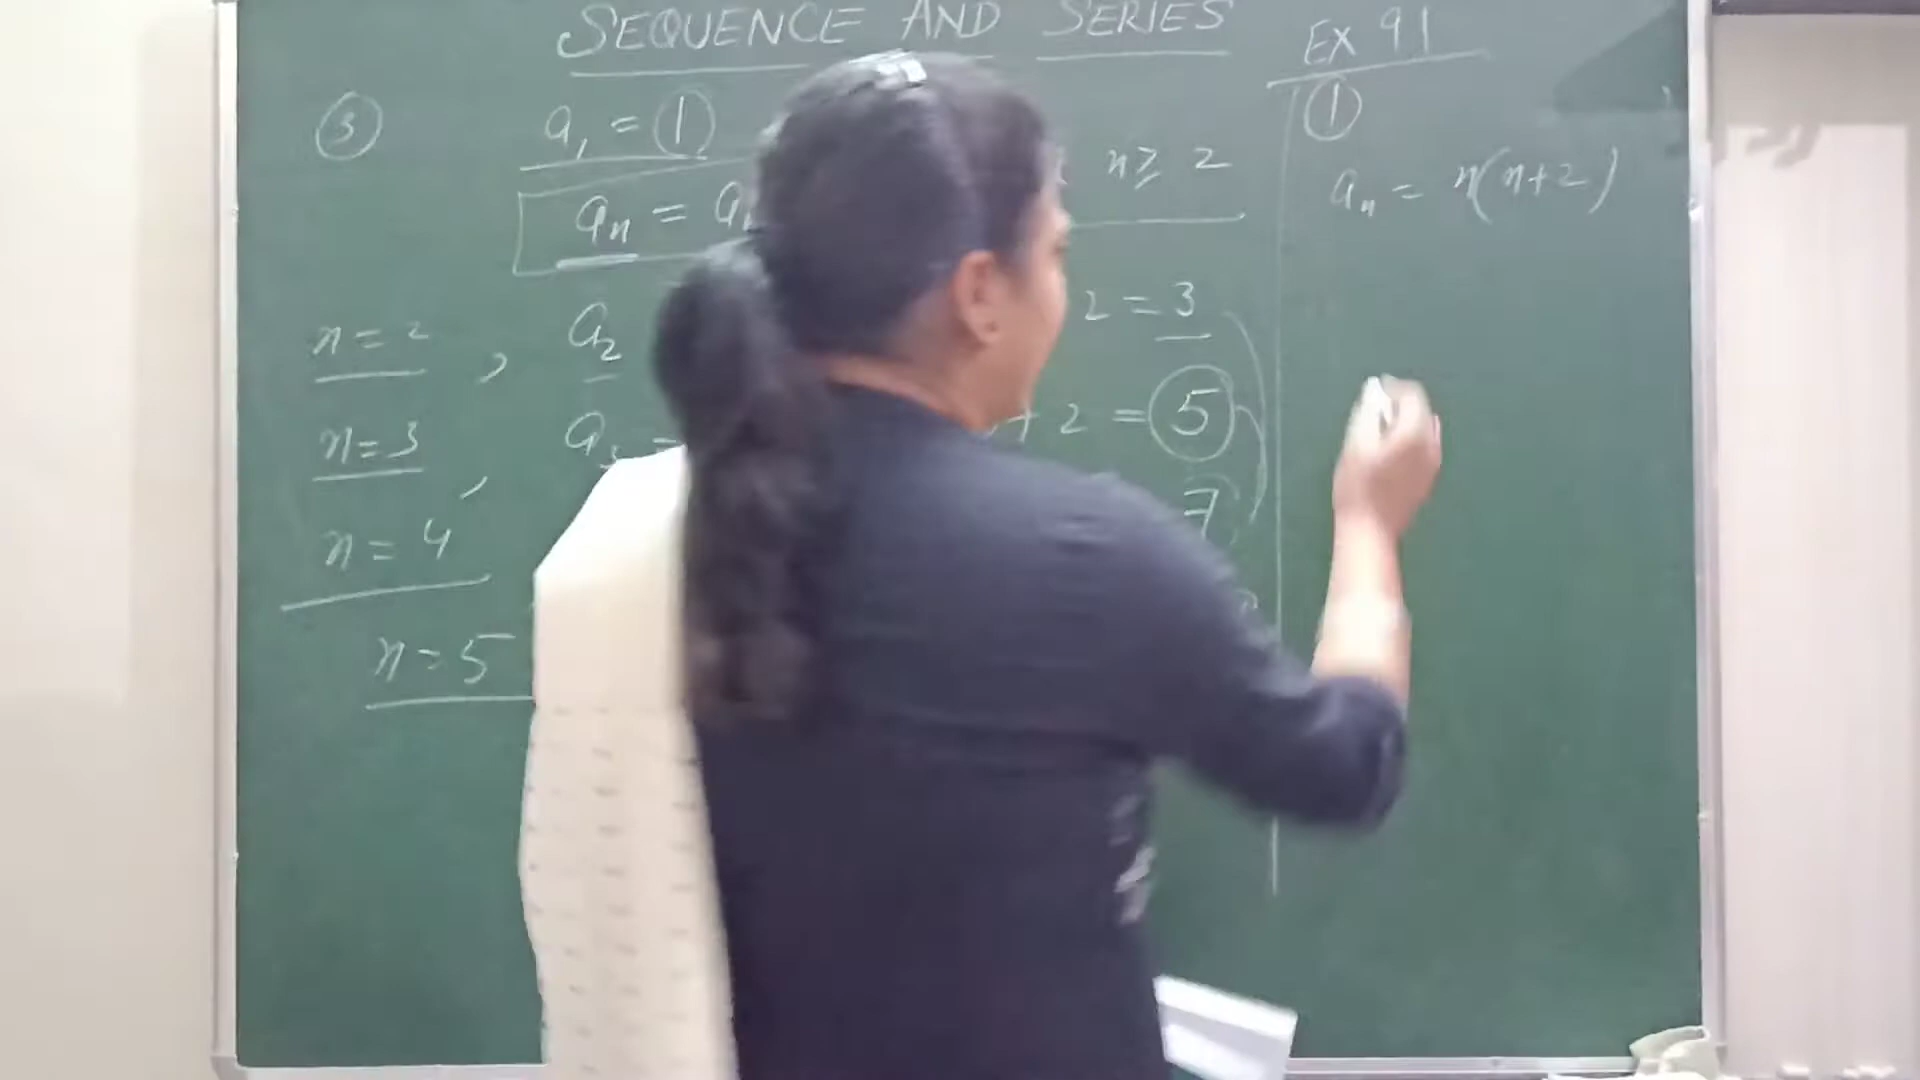 SEQUENCE AND SERIES
3
a₁ = 1
aₙ = a
n ≥ 2
n = 2 , a₂
2 = 3
n = 3 , a₃ =
+ 2 = 5
n = 4
7
n = 5
Ex 9.1
1
aₙ = n(n+2)